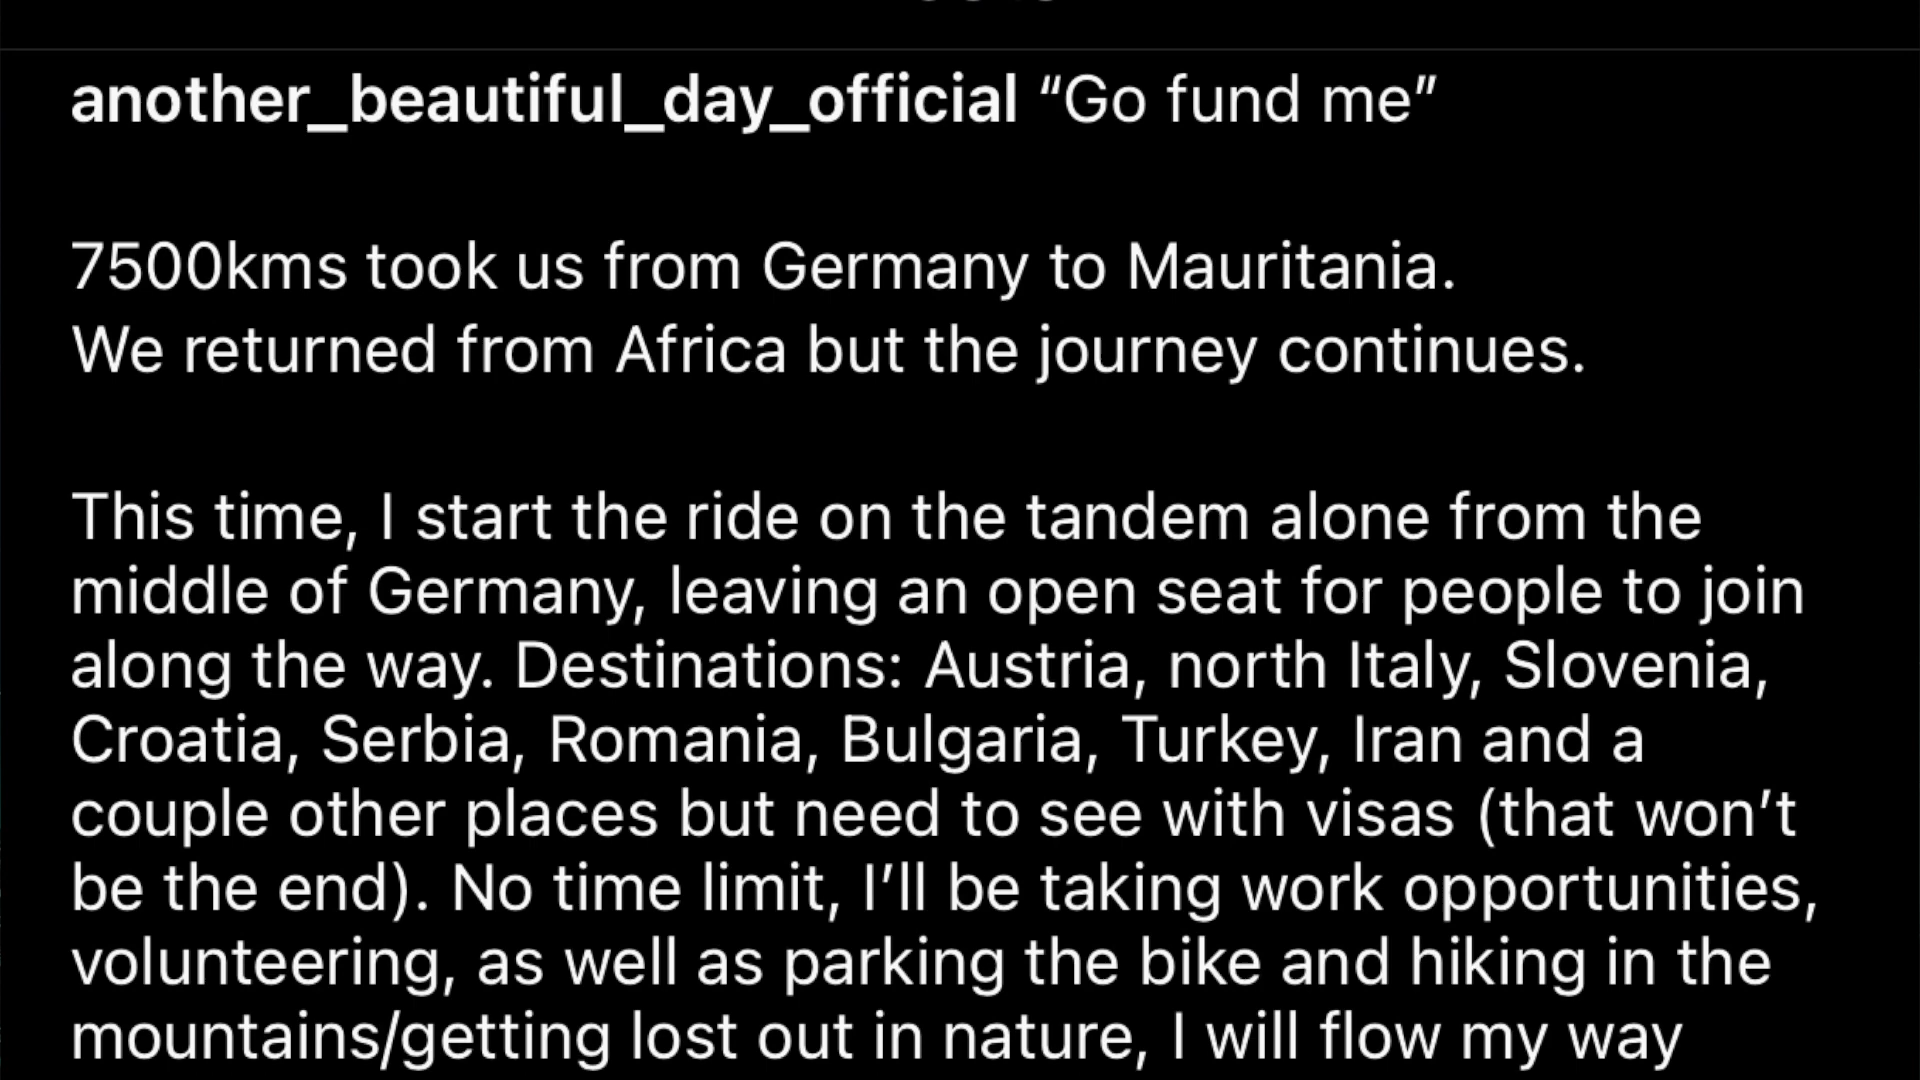 another_beautiful_day_official “Go fund me”
7500kms took us from Germany to Mauritania.
We returned from Africa but the journey continues.
This time, I start the ride on the tandem alone from the
middle of Germany, leaving an open seat for people to join
along the way. Destinations: Austria, north Italy, Slovenia,
Croatia, Serbia, Romania, Bulgaria, Turkey, Iran and a
couple other places but need to see with visas (that won’t
be the end). No time limit, I’ll be taking work opportunities,
volunteering, as well as parking the bike and hiking in the
mountains/getting lost out in nature, I will flow my way